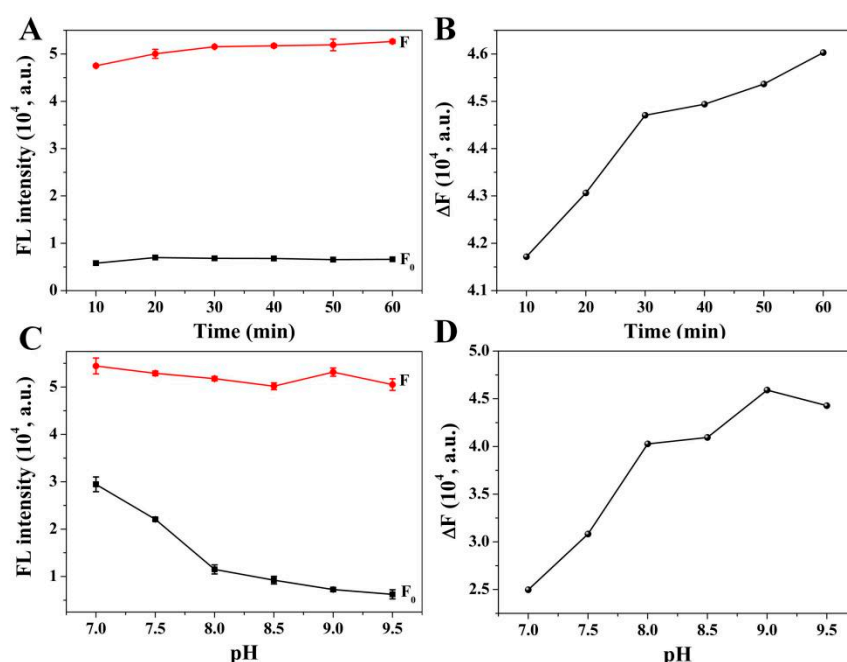 A
FL intensity (10⁴, a.u.)
5
4
3
2
1
0
F
F₀
10 20 30 40 50 60
Time (min)
B
ΔF (10⁴, a.u.)
4.6
4.5
4.4
4.3
4.2
4.1
10 20 30 40 50 60
Time (min)
C
FL intensity (10⁴, a.u.)
5
4
3
2
1
F
F₀
7.0 7.5 8.0 8.5 9.0 9.5
pH
D
ΔF (10⁴, a.u.)
5.0
4.5
4.0
3.5
3.0
2.5
7.0 7.5 8.0 8.5 9.0 9.5
pH